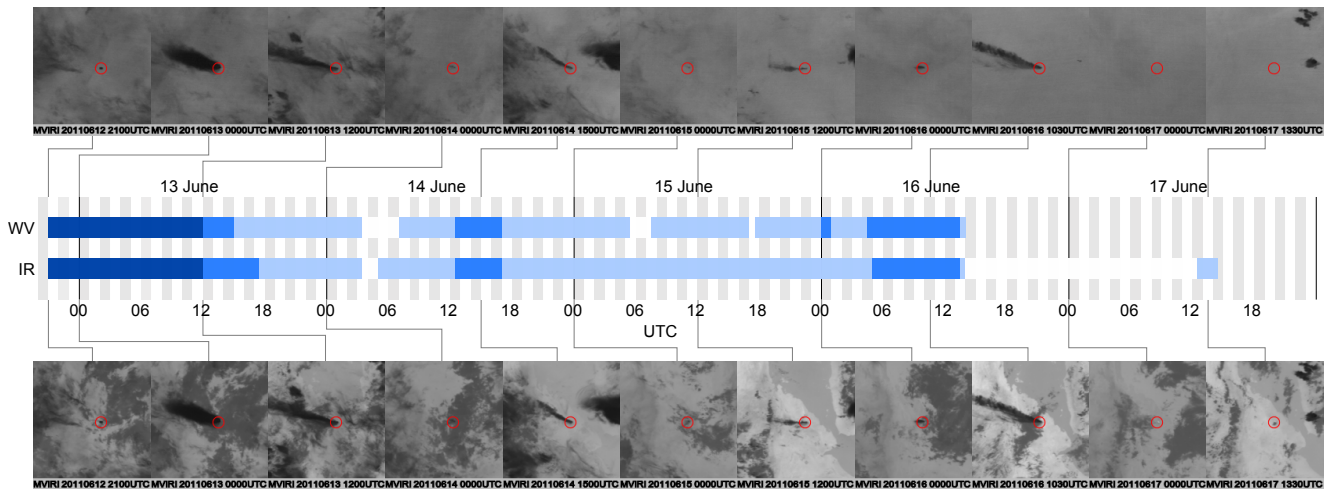 MVIRI 20110612 2100UTC MVIRI 20110613 0000UTC MVIRI 20110613 1200UTC MVIRI 20110614 0000UTC MVIRI 20110614 1500UTC MVIRI 20110615 0000UTC MVIRI 20110615 1200UTC MVIRI 20110616 0000UTC MVIRI 20110616 1030UTC MVIRI 20110617 0000UTC MVIRI 20110617 1330UTC
13 June 14 June 15 June 16 June 17 June
WV
IR
00 06 12 18 00 06 12 18 00 06 12 18 00 06 12 18 00 06 12 18
UTC
MVIRI 20110612 2100UTC MVIRI 20110613 0000UTC MVIRI 20110613 1200UTC MVIRI 20110614 0000UTC MVIRI 20110614 1500UTC MVIRI 20110615 0000UTC MVIRI 20110615 1200UTC MVIRI 20110616 0000UTC MVIRI 20110616 1030UTC MVIRI 20110617 0000UTC MVIRI 20110617 1330UTC